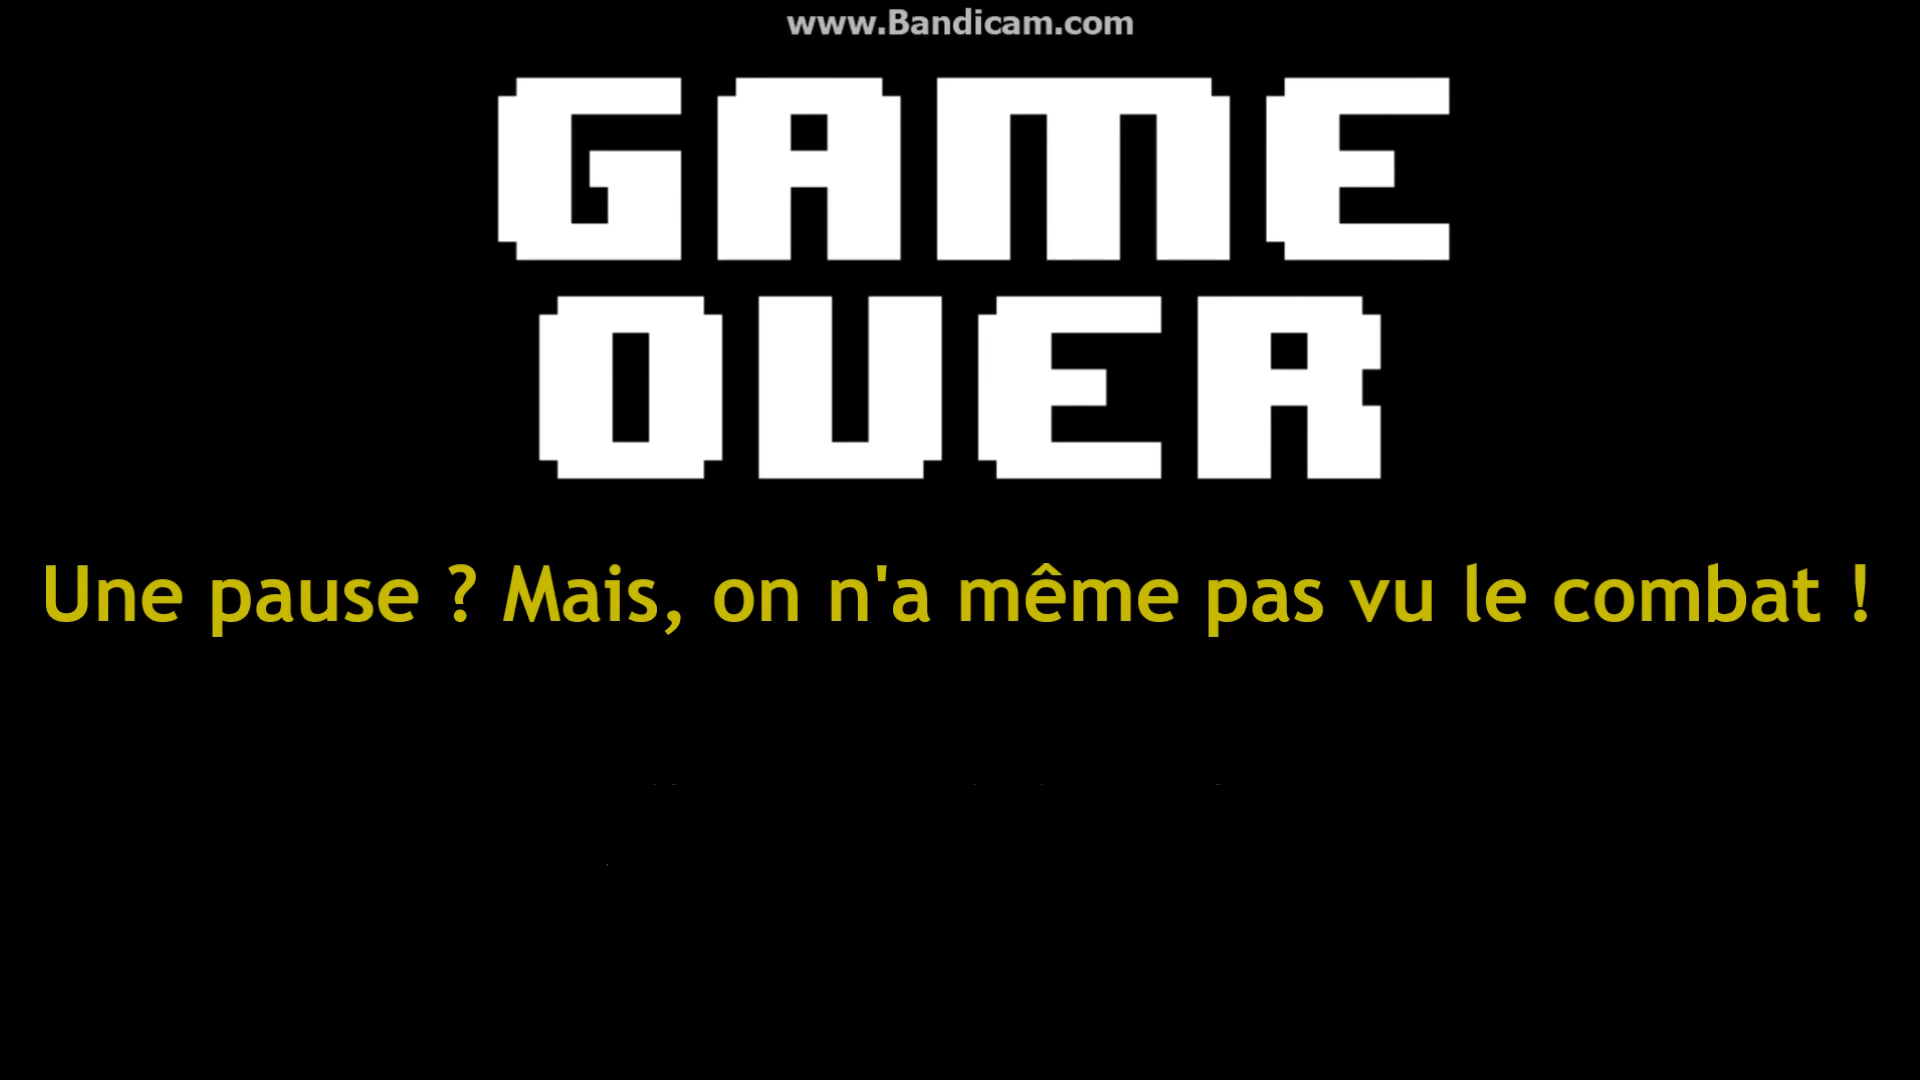 www.Bandicam.com
GAME
OVER
Une pause ? Mais, on n'a même pas vu le combat !